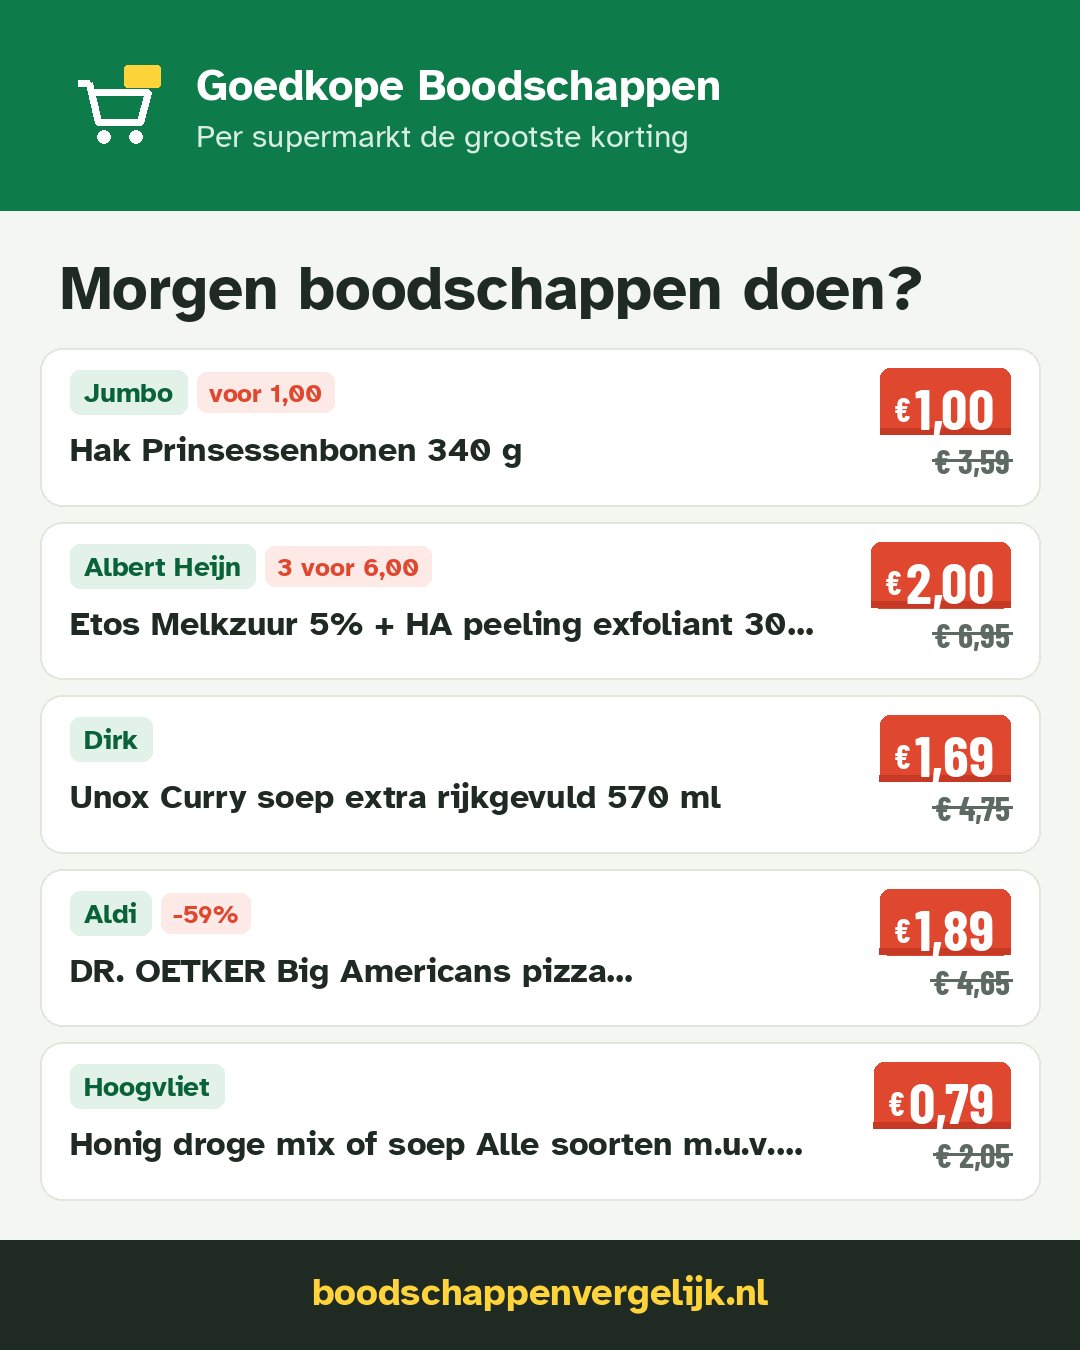 Goedkope Boodschappen
Per supermarkt de grootste korting
Morgen boodschappen doen?
Jumbo voor 1,00
€ 1,00
Hak Prinsessenbonen 340 g
€ 3,59
Albert Heijn 3 voor 6,00
€ 2,00
Etos Melkzuur 5% + HA peeling exfoliant 30...
€ 6,95
Dirk
€ 1,69
Unox Curry soep extra rijkgevuld 570 ml
€ 4,75
Aldi -59%
€ 1,89
DR. OETKER Big Americans pizza...
€ 4,65
Hoogvliet
€ 0,79
Honig droge mix of soep Alle soorten m.u.v....
€ 2,05
boodschappenvergelijk.nl